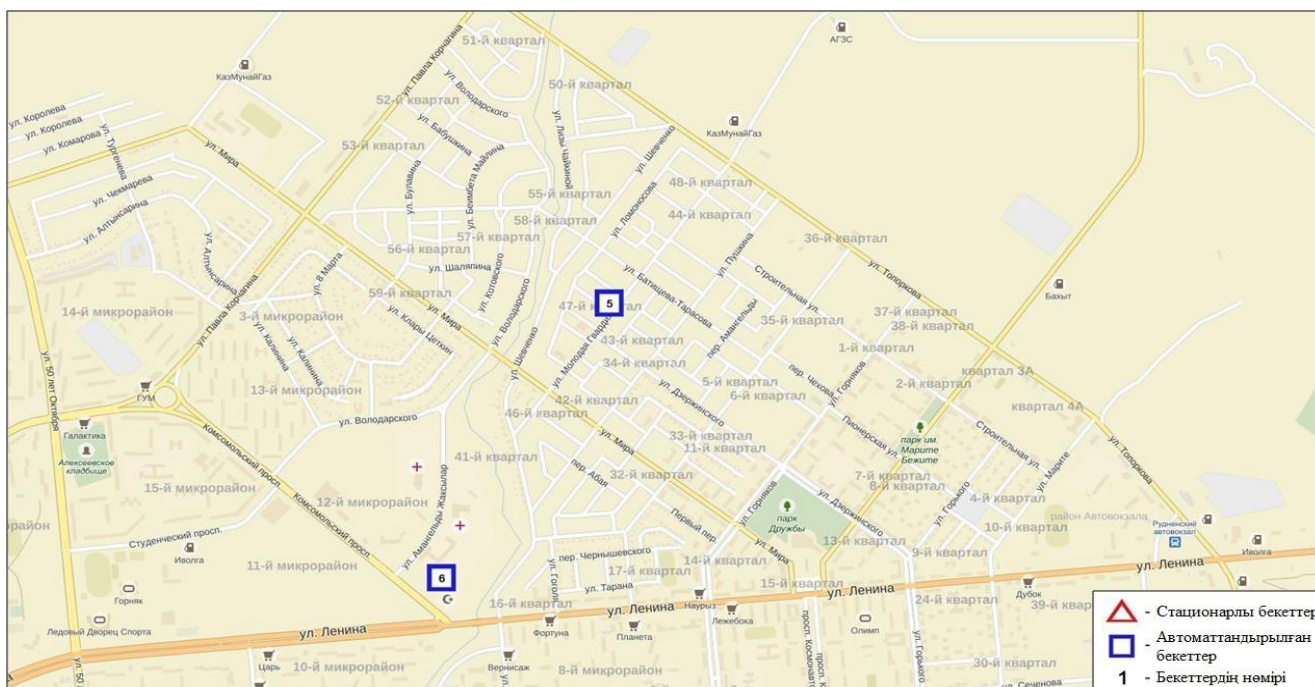 51-й квартал
АГЗС
КазМунайГаз
ул. Павла Корчагина
ул. Володарского
50-й квартал
52-й квартал
ул. Королева
ул. Королева
ул. Комарова
ул. Тургенева
ул. Мира
ул. Бабушкина
53-й квартал
ул. Лизы Чайкиной
ул. Шевченко
КазМунайГаз
ул. Чекмарева
ул. Алтынсарина
ул. Булавина
ул. Беимбета Майлина
55-й квартал
48-й квартал
ул. Ломоносова
44-й квартал
58-й квартал
57-й квартал
56-й квартал
36-й квартал
ул. Пушкина
ул. Топоркова
ул. Алтынсарина
ул. 8 Марта
ул. Шаляпина
ул. Котовского
ул. Володарского
ул. Батищева-Тарасова
Строительная ул.
59-й квартал
Бахыт
14-й микрорайон
3-й микрорайон
ул. Павла Корчагина
ул. Клары Цеткин
ул. Мира
47-й квартал
5
ул. Молодая Гвардия
пер. Амангельды
35-й квартал
37-й квартал
38-й квартал
43-й квартал
ул. Калинина
ул. Калинина
ул. Шевченко
34-й квартал
1-й квартал
2-й квартал
квартал 3А
13-й микрорайон
5-й квартал
6-й квартал
пер. Чехова
ул. Горняков
ул. 50 лет Октября
ГУМ
42-й квартал
46-й квартал
ул. Дзержинского
квартал 4А
Галактика
Алексеевское
кладбище
Комсомольский просп.
ул. Володарского
ул. Мира
33-й квартал
11-й квартал
Пионерская ул.
парк им.
Марите
Бежите
Строительная ул.
ул. Марите
ул. Топоркова
41-й квартал
32-й квартал
пер. Абая
7-й квартал
8-й квартал
15-й микрорайон
12-й микрорайон
Комсомольский просп.
ул. Амангельды Жаксылар
ул. Горняков
парк
Дружбы
ул. Дзержинского
ул. Горького
4-й квартал
10-й квартал
район Автовокзала
Рудненский
автовокзал
Студенческий просп.
Иволга
Первый пер.
ул. Мира
13-й квартал
9-й квартал
Иволга
11-й микрорайон
пер. Чернышевского
14-й квартал
17-й квартал
15-й квартал
6
ул. Гоголя
ул. Тарана
ул. Ленина
Горняк
16-й квартал
ул. Ленина
Наурыз
ул. Ленина
24-й квартал
Дубок
39-й квартал
Ледовый Дворец Спорта
ул. Ленина
Фортуна
Планета
Лежебока
Олимп
Царь
10-й микрорайон
Вернисаж
8-й микрорайон
просп. Космонавтов
ул. Горького
30-й квартал
ул. Сеченова
- Стационарлы бекеттер
- Автоматтандырылған
бекеттер
1 - Бекеттердің нөмірі